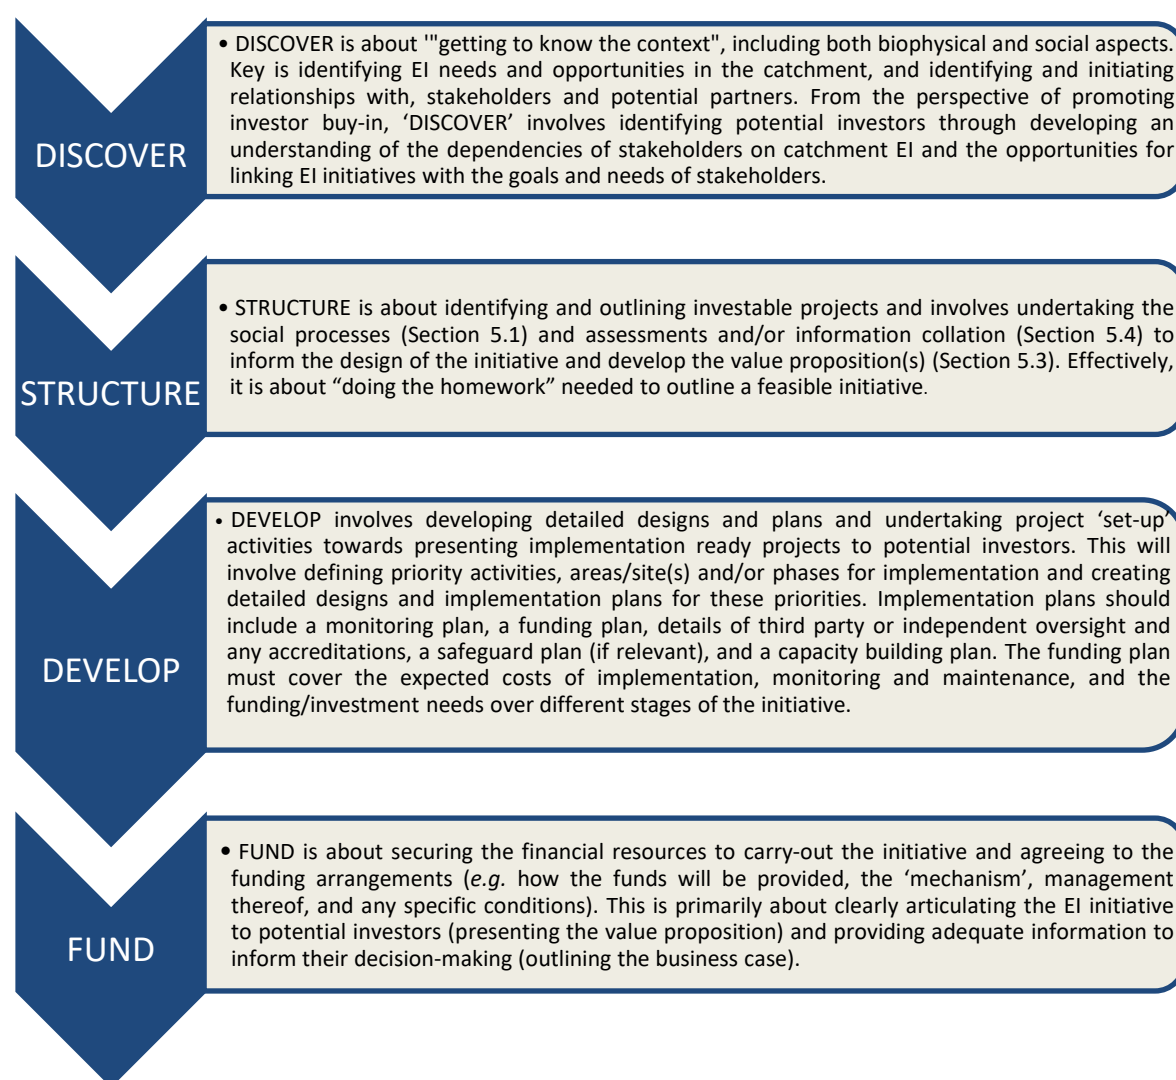 • DISCOVER is about '"getting to know the context", including both biophysical and social aspects.
Key is identifying EI needs and opportunities in the catchment, and identifying and initiating
relationships with, stakeholders and potential partners. From the perspective of promoting
investor buy-in, ‘DISCOVER’ involves identifying potential investors through developing an
understanding of the dependencies of stakeholders on catchment EI and the opportunities for
linking EI initiatives with the goals and needs of stakeholders.
DISCOVER
• STRUCTURE is about identifying and outlining investable projects and involves undertaking the
social processes (Section 5.1) and assessments and/or information collation (Section 5.4) to
inform the design of the initiative and develop the value proposition(s) (Section 5.3). Effectively,
it is about “doing the homework” needed to outline a feasible initiative.
STRUCTURE
• DEVELOP involves developing detailed designs and plans and undertaking project ‘set-up’
activities towards presenting implementation ready projects to potential investors. This will
involve defining priority activities, areas/site(s) and/or phases for implementation and creating
detailed designs and implementation plans for these priorities. Implementation plans should
include a monitoring plan, a funding plan, details of third party or independent oversight and
any accreditations, a safeguard plan (if relevant), and a capacity building plan. The funding plan
must cover the expected costs of implementation, monitoring and maintenance, and the
funding/investment needs over different stages of the initiative.
DEVELOP
• FUND is about securing the financial resources to carry-out the initiative and agreeing to the
funding arrangements (e.g. how the funds will be provided, the ‘mechanism’, management
thereof, and any specific conditions). This is primarily about clearly articulating the EI initiative
to potential investors (presenting the value proposition) and providing adequate information to
inform their decision-making (outlining the business case).
FUND